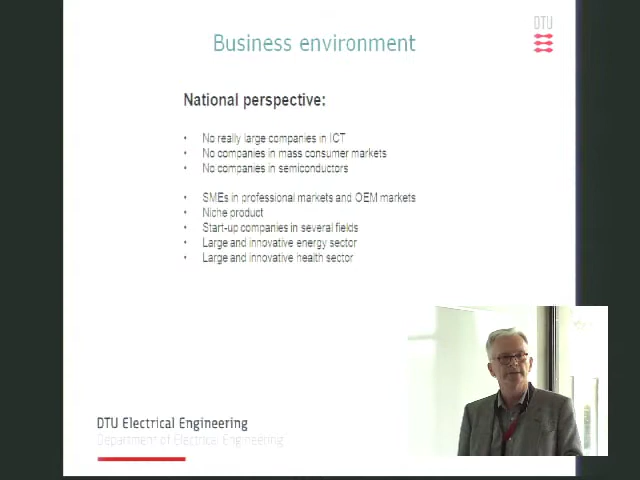 DTU
Business environment
National perspective:
• No really large companies in ICT
• No companies in mass consumer markets
• No companies in semiconductors
• SMEs in professional markets and OEM markets
• Niche product
• Start-up companies in several fields
• Large and innovative energy sector
• Large and innovative health sector
DTU Electrical Engineering
Department of Electrical Engineering